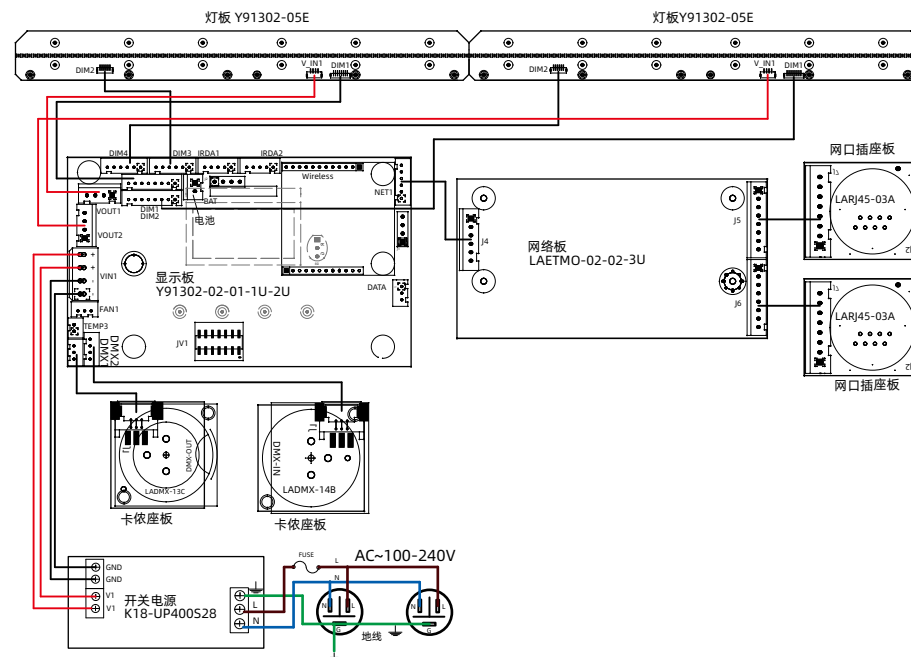 灯板 Y91302-05E
灯板Y91302-05E
DIM2
V_IN1
DIM1
DIM2
V_IN1
DIM1
DIM4
DIM3
IRDA1
IRDA2
Wireless
NET1
BAT
电池
DIM1
DIM2
VOUT1
VOUT2
VIN1
+
+
-
-
显示板
Y91302-02-01-1U-2U
FAN1
DATA
TEMP3
DMX1
DMX2
JV1
J4
网络板
LAETMO-02-02-3U
J5
J6
网口插座板
LARJ45-03A
LARJ45-03A
网口插座板
DMX-OUT
LADMX-13C
卡侬座板
J1
DMX-IN
LADMX-14B
卡侬座板
GND
GND
V1
V1
开关电源
K18-UP400S28
L
N
FUSE
L
N
AC~100-240V
N
L
G
地线
N
L
G